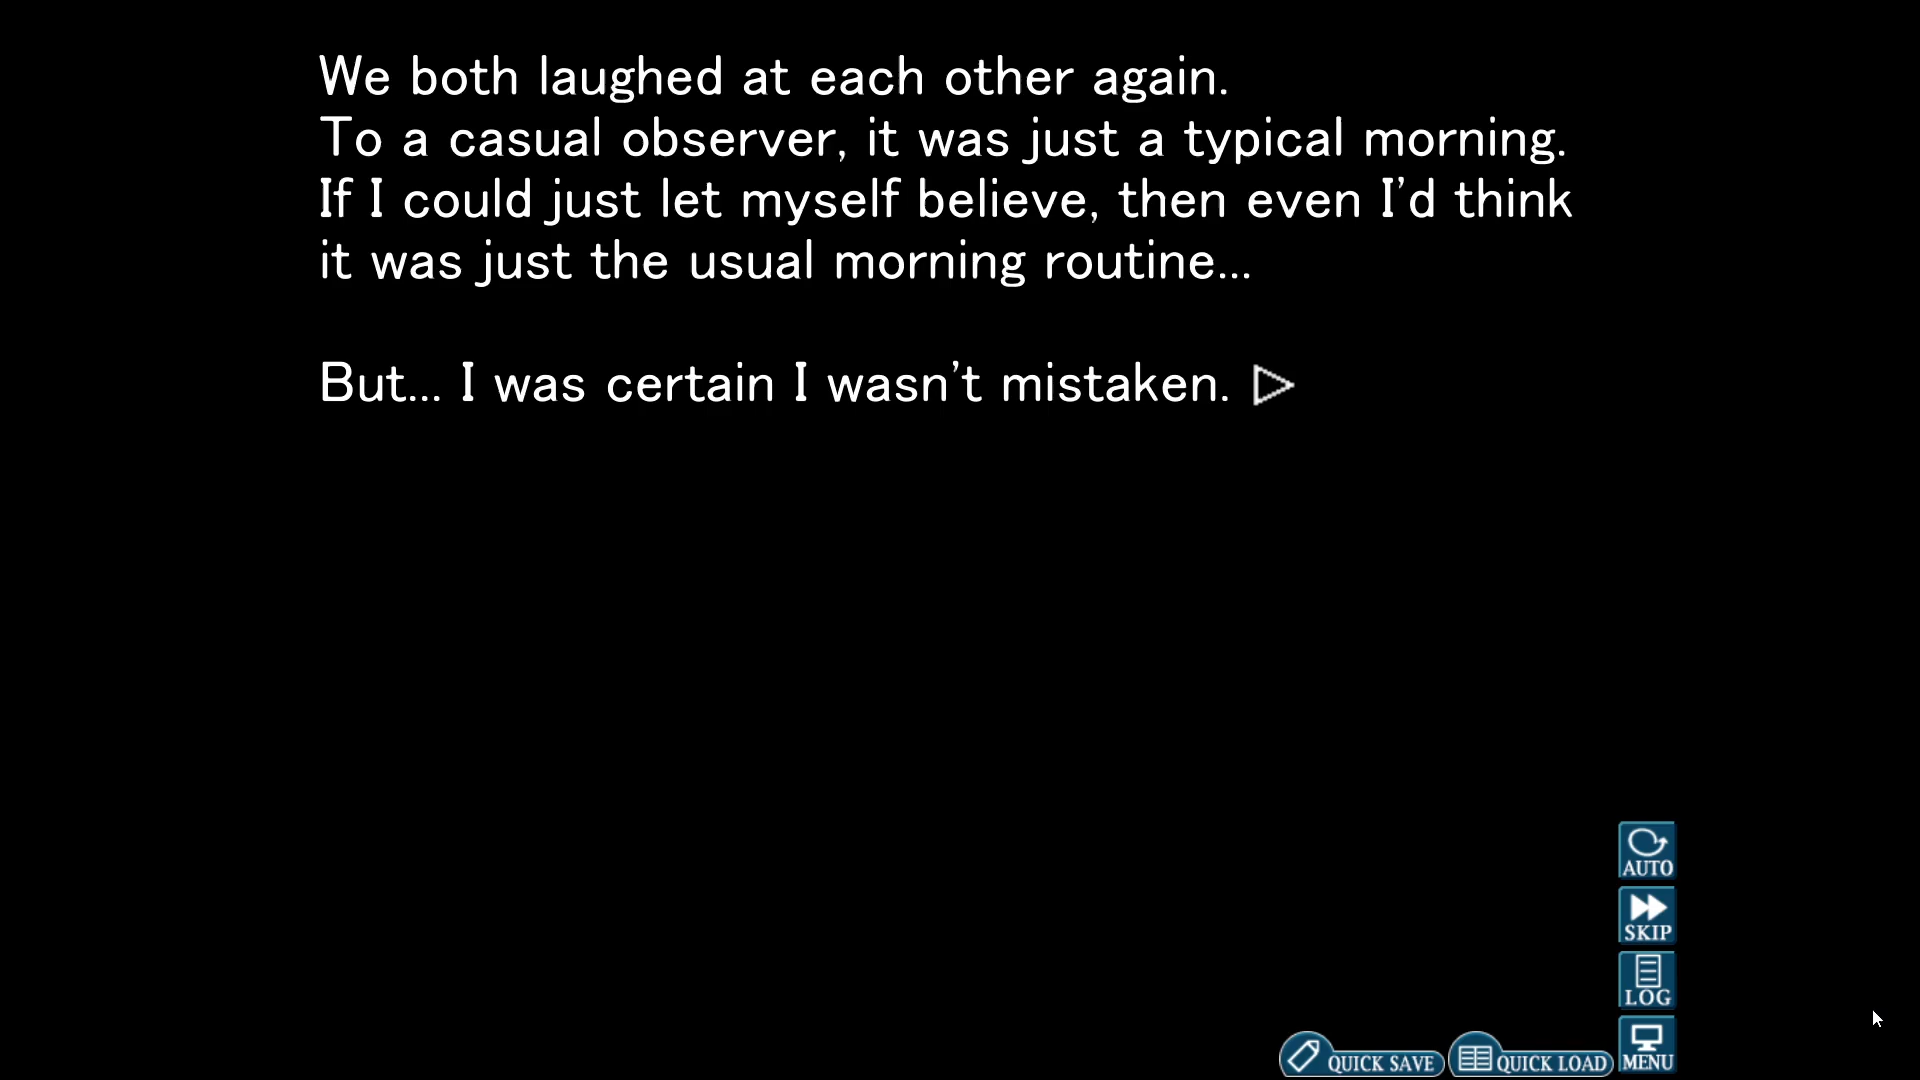 We both laughed at each other again.
To a casual observer, it was just a typical morning.
If I could just let myself believe, then even I’d think
it was just the usual morning routine...
But... I was certain I wasn’t mistaken.
AUTO
SKIP
LOG
QUICK SAVE
QUICK LOAD
MENU